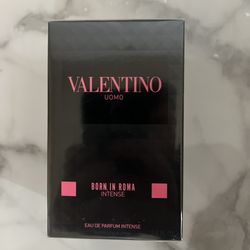 VALENTINO
UOMO
BORN IN ROMA
INTENSE
EAU DE PARFUM INTENSE